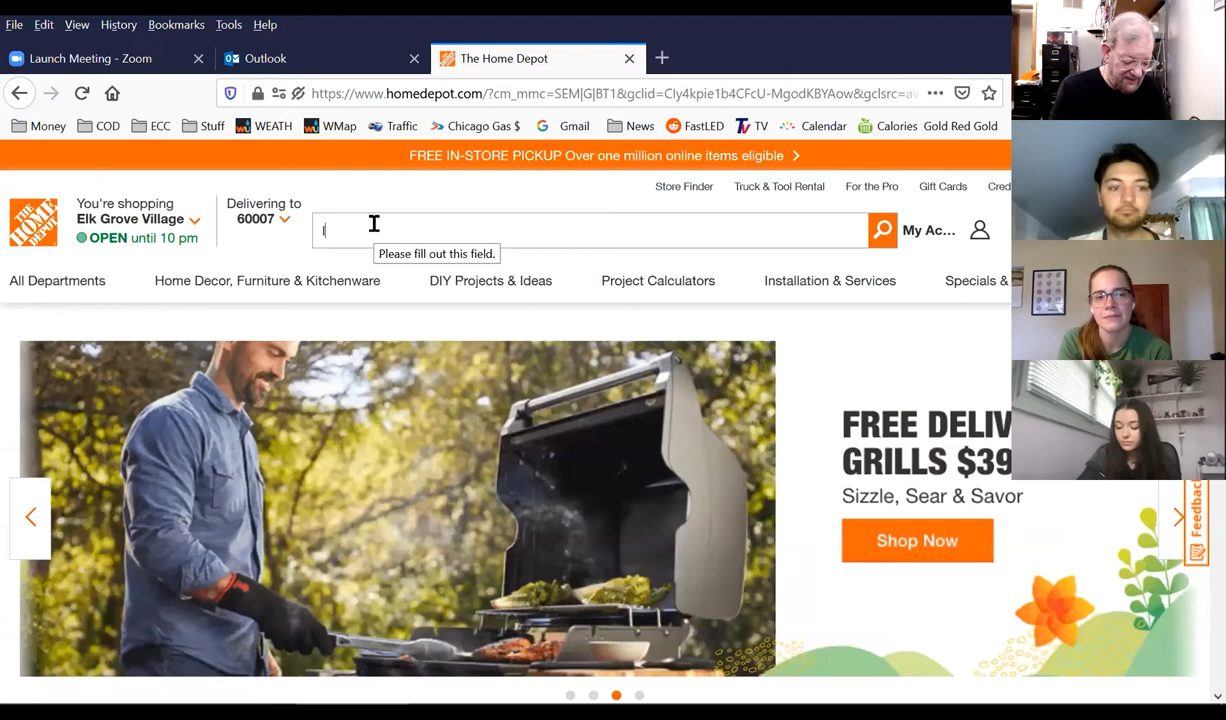 File Edit View History Bookmarks Tools Help
Launch Meeting - Zoom
Outlook
The Home Depot
https://www.homedepot.com/?cm_mmc=SEM|G|BT1&gclid=CIy4kpie1b4CFcU-MgodKBYAow&gclsrc=aw
Money COD ECC Stuff WEATH WMap Traffic Chicago Gas $ Gmail News FastLED TV Calendar Calories Gold Red Gold
FREE IN-STORE PICKUP Over one million online items eligible
Store Finder Truck & Tool Rental For the Pro Gift Cards Cred
THE HOME DEPOT
You're shopping
Elk Grove Village
OPEN until 10 pm
Delivering to
60007
My Ac...
Please fill out this field.
All Departments Home Decor, Furniture & Kitchenware DIY Projects & Ideas Project Calculators Installation & Services Specials &
FREE DELIV
GRILLS $39
Sizzle, Sear & Savor
Shop Now
Feedback